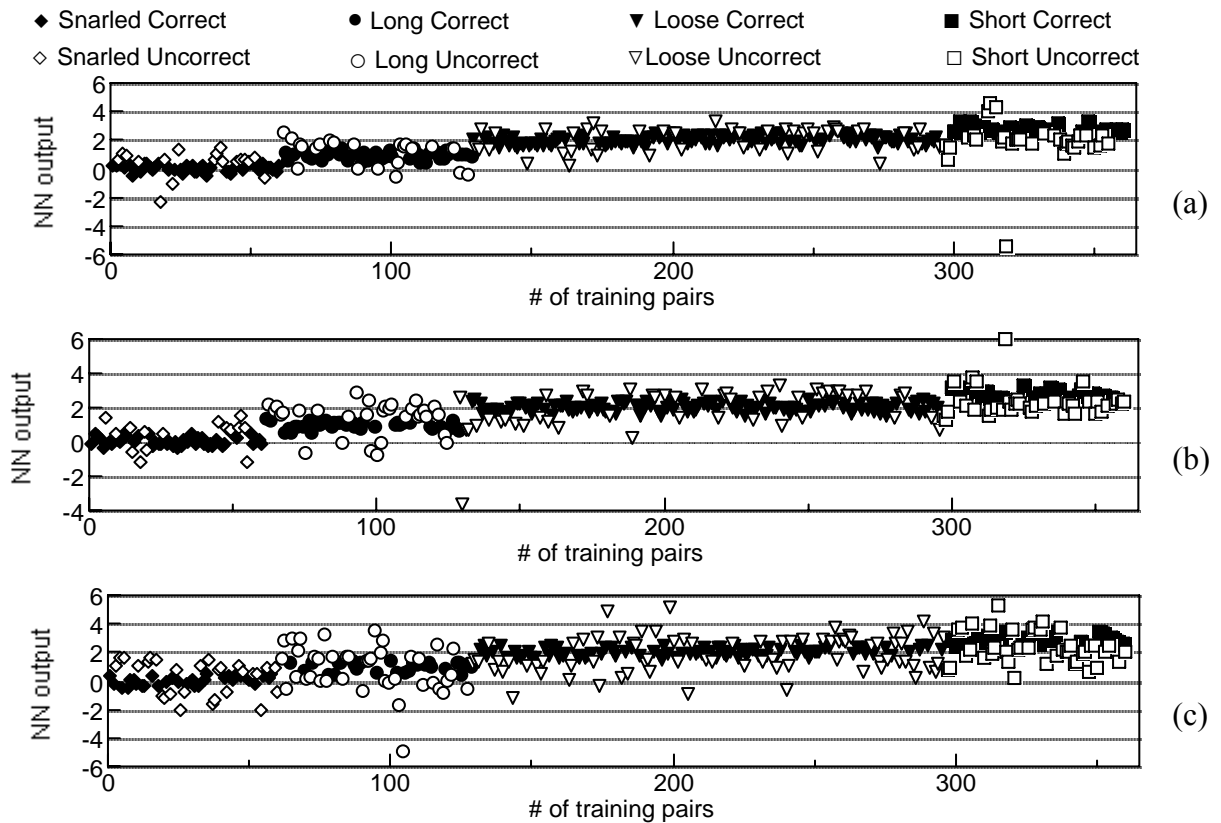 Snarled Correct Long Correct Loose Correct Short Correct
Snarled Uncorrect Long Uncorrect Loose Uncorrect Short Uncorrect
6
4
2
0
-2
-4
-6
NN output
0 100 200 300
# of training pairs
(a)
6
4
2
0
-2
-4
NN output
0 100 200 300
# of training pairs
(b)
6
4
2
0
-2
-4
-6
NN output
0 100 200 300
# of training pairs
(c)